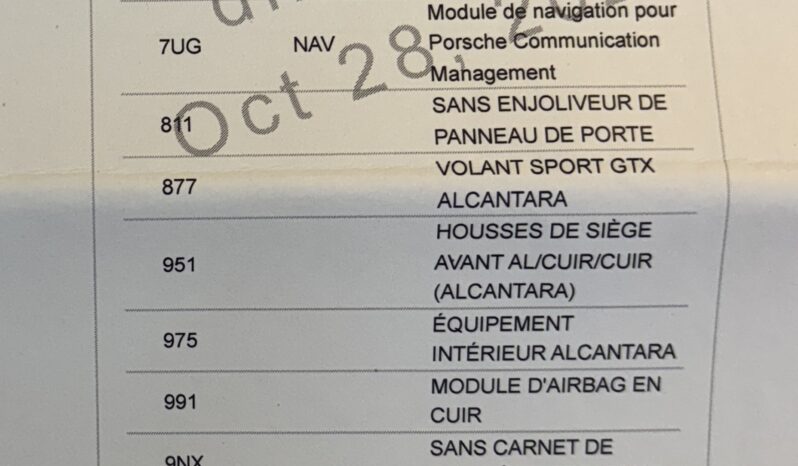 Module de navigation pour
7UG NAV Porsche Communication
Management
Oct 28,
811 SANS ENJOLIVEUR DE
PANNEAU DE PORTE
877 VOLANT SPORT GTX
ALCANTARA
HOUSSES DE SIÈGE
951 AVANT AL/CUIR/CUIR
(ALCANTARA)
975 ÉQUIPEMENT
INTÉRIEUR ALCANTARA
991 MODULE D'AIRBAG EN
CUIR
9NX SANS CARNET DE